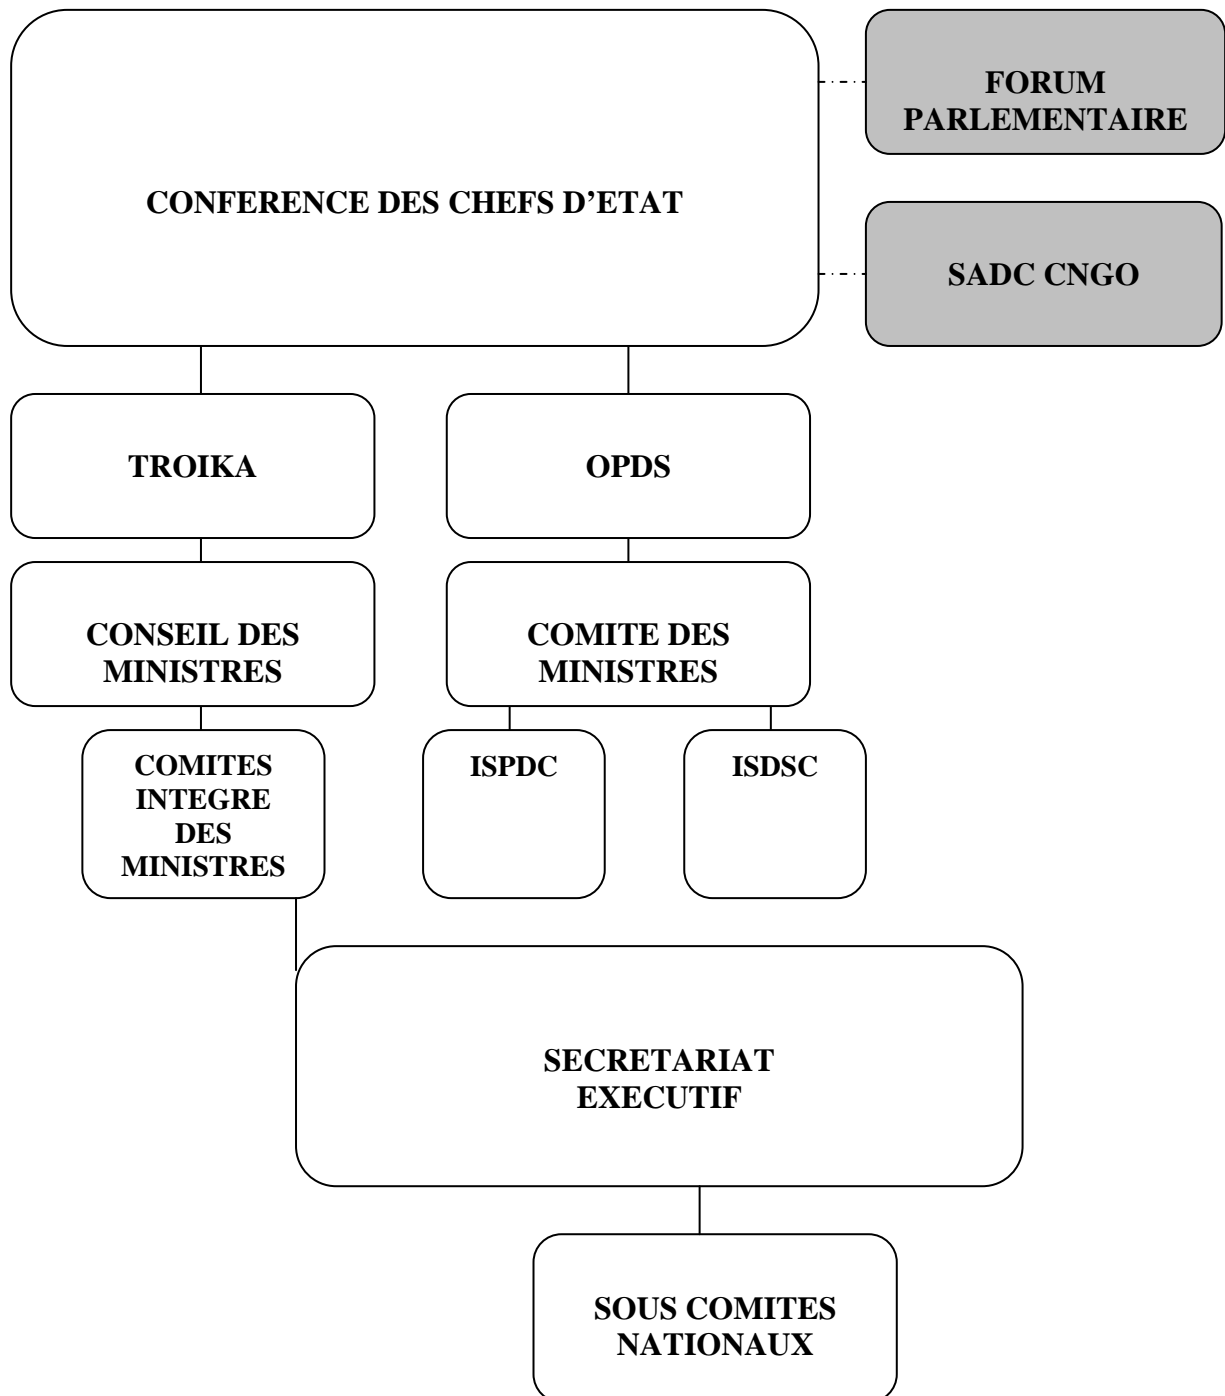 FORUM
PARLEMENTAIRE
CONFERENCE DES CHEFS D’ETAT
SADC CNGO
TROIKA
OPDS
CONSEIL DES
MINISTRES
COMITE DES
MINISTRES
COMITES
INTEGRE
DES
MINISTRES
ISPDC
ISDSC
SECRETARIAT
EXECUTIF
SOUS COMITES
NATIONAUX